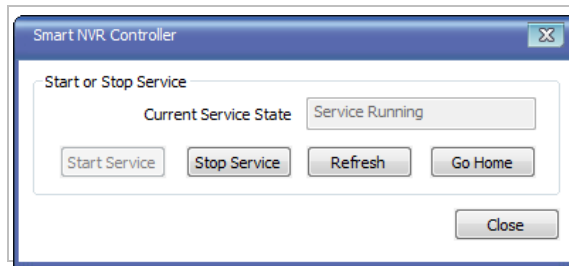 Smart NVR Controller
Start or Stop Service
Current Service State Service Running
Start Service Stop Service Refresh Go Home
Close